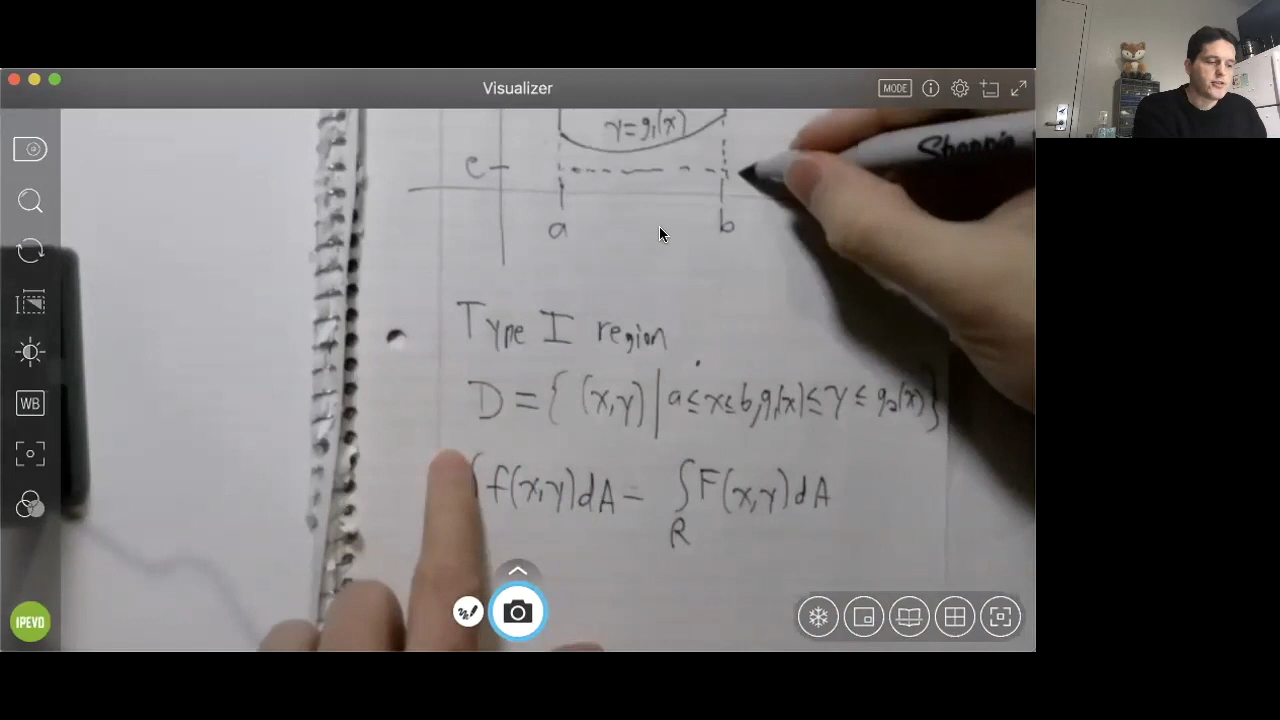 Visualizer
MODE
y=g₁(x)
Sharpie
c
a
b
Type I region
D={ (x,y) | a≤x≤b, g₁(x)≤y≤g₂(x)}
∫ f(x,y)dA = ∫ F(x,y)dA
R
WB
IPEVO